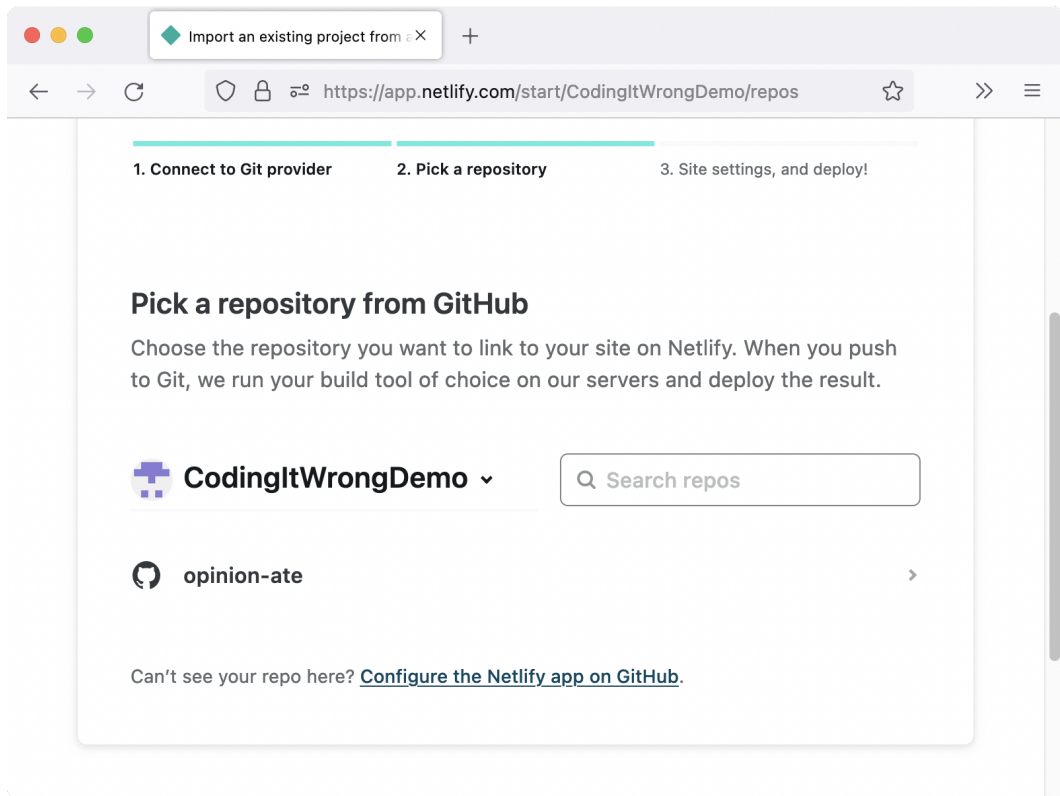 Import an existing project from a
https://app.netlify.com/start/CodingItWrongDemo/repos
1. Connect to Git provider
2. Pick a repository
3. Site settings, and deploy!
Pick a repository from GitHub
Choose the repository you want to link to your site on Netlify. When you push
to Git, we run your build tool of choice on our servers and deploy the result.
CodingItWrongDemo
Search repos
opinion-ate
Can’t see your repo here? Configure the Netlify app on GitHub.